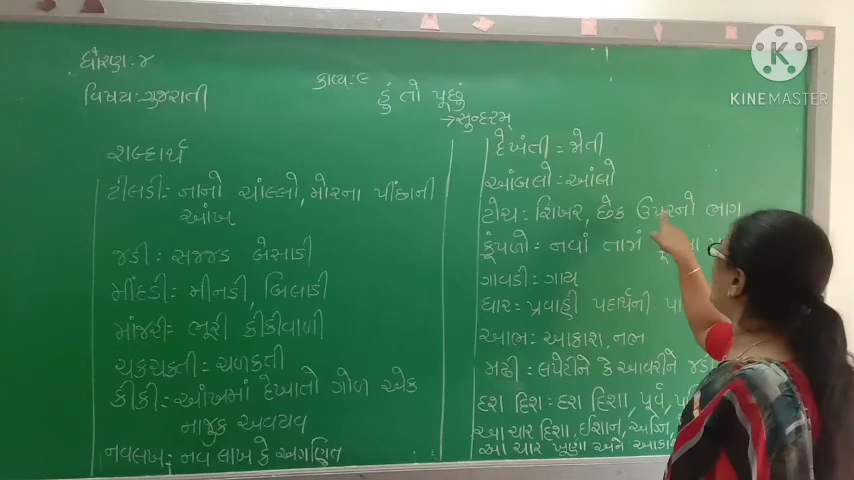 ધોરણ: ૪
વિષય: ગુજરાતી
કાવ્ય: ૯
હું તો પૂછું
→ સુન્દરમ્
શબ્દાર્થ
ટીલડી: નાનો ચાંલ્લો, મોરના પીંછાની
આંખ
જડી: સજ્જડ બેસાડી
મીંદડી: મીનડી, બિલાડી
માંજરી: ભૂરી કીકીવાળી
ચકચકતી: ચળકતી
કીકી: આંખમાં દેખાતો ગોળ એક
નાજુક અવયવ
નવલખ: નવ લાખ કે અગણિત
દેખંતી = જોતી
આંબલો: આંબો
ટોચ: શિખર, છેક ઉપરનો ભાગ
કૂંપળો = નવાં તાજાં
ગાવડી: ગાય
ધાર: પ્રવાહી પદાર્થની
આભ: આકાશ, નભ
મઢી: લપેટીને કે આવરીને જડી
દશ દિશ: દશ દિશા, પૂર્વ,
આ ચાર દિશા, ઈશાન, અગ્નિ,
આ ચાર ખૂણા અને
KINEMASTER